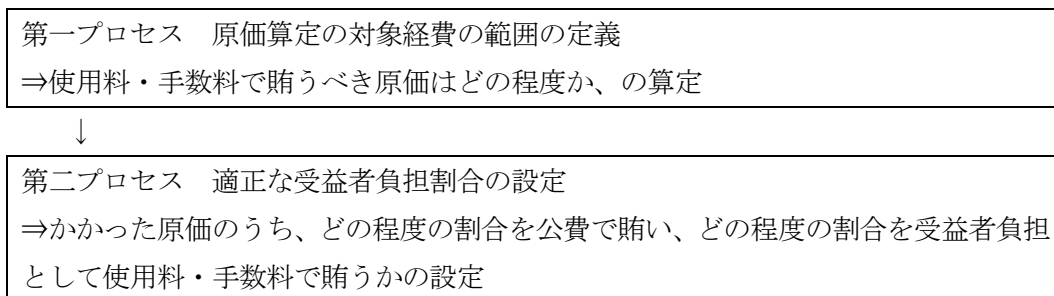 第一プロセス　原価算定の対象経費の範囲の定義
⇒使用料・手数料で賄うべき原価はどの程度か、の算定
↓
第二プロセス　適正な受益者負担割合の設定
⇒かかった原価のうち、どの程度の割合を公費で賄い、どの程度の割合を受益者負担
として使用料・手数料で賄うかの設定